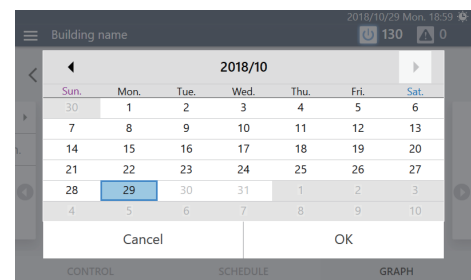 2018/10/29 Mon. 18:59
Building name 130 0
2018/10
Sun. Mon. Tue. Wed. Thu. Fri. Sat.
30 1 2 3 4 5 6
7 8 9 10 11 12 13
14 15 16 17 18 19 20
21 22 23 24 25 26 27
28 29 30 31 1 2 3
4 5 6 7 8 9 10
Cancel OK
CONTROL SCHEDULE GRAPH